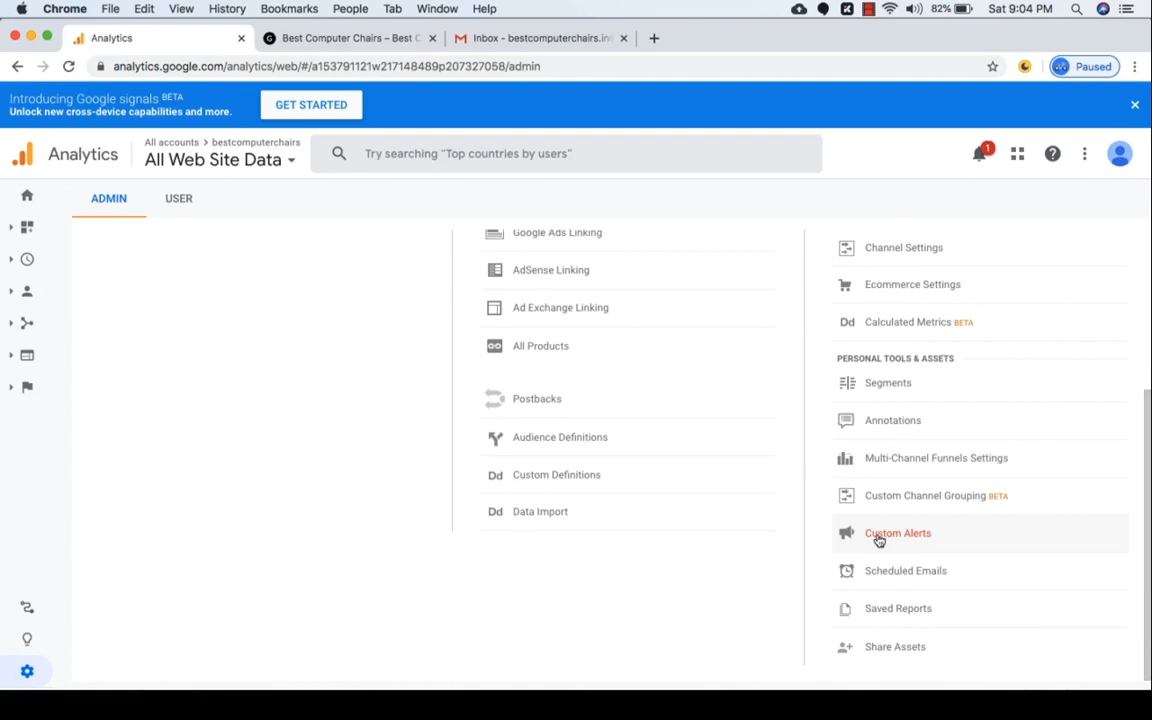 Chrome File Edit View History Bookmarks People Tab Window Help 82% Sat 9:04 PM
Analytics Best Computer Chairs – Best C Inbox - bestcomputerchairs.in
analytics.google.com/analytics/web/#/a153791121w217148489p207327058/admin Paused
Introducing Google signals BETA
Unlock new cross-device capabilities and more.
GET STARTED
Analytics
All accounts > bestcomputerchairs
All Web Site Data
Try searching “Top countries by users”
1
ADMIN USER
Google Ads Linking
AdSense Linking
Ad Exchange Linking
All Products
Postbacks
Audience Definitions
Dd Custom Definitions
Dd Data Import
Channel Settings
Ecommerce Settings
Dd Calculated Metrics BETA
PERSONAL TOOLS & ASSETS
Segments
Annotations
Multi-Channel Funnels Settings
Custom Channel Grouping BETA
Custom Alerts
Scheduled Emails
Saved Reports
Share Assets